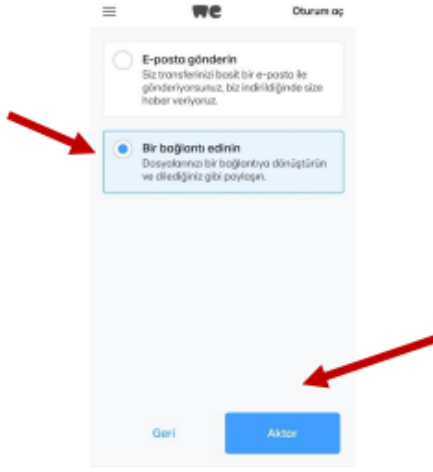 we Oturum aç
E-posta gönderin
Siz transferinizi basit bir e-posta ile
gönderiyorsunuz, biz indirildiğinde size
haber veriyoruz.
Bir bağlantı edinin
Dosyalarınızı bir bağlantıya dönüştürün
ve dilediğiniz gibi paylaşın.
Geri Aktar